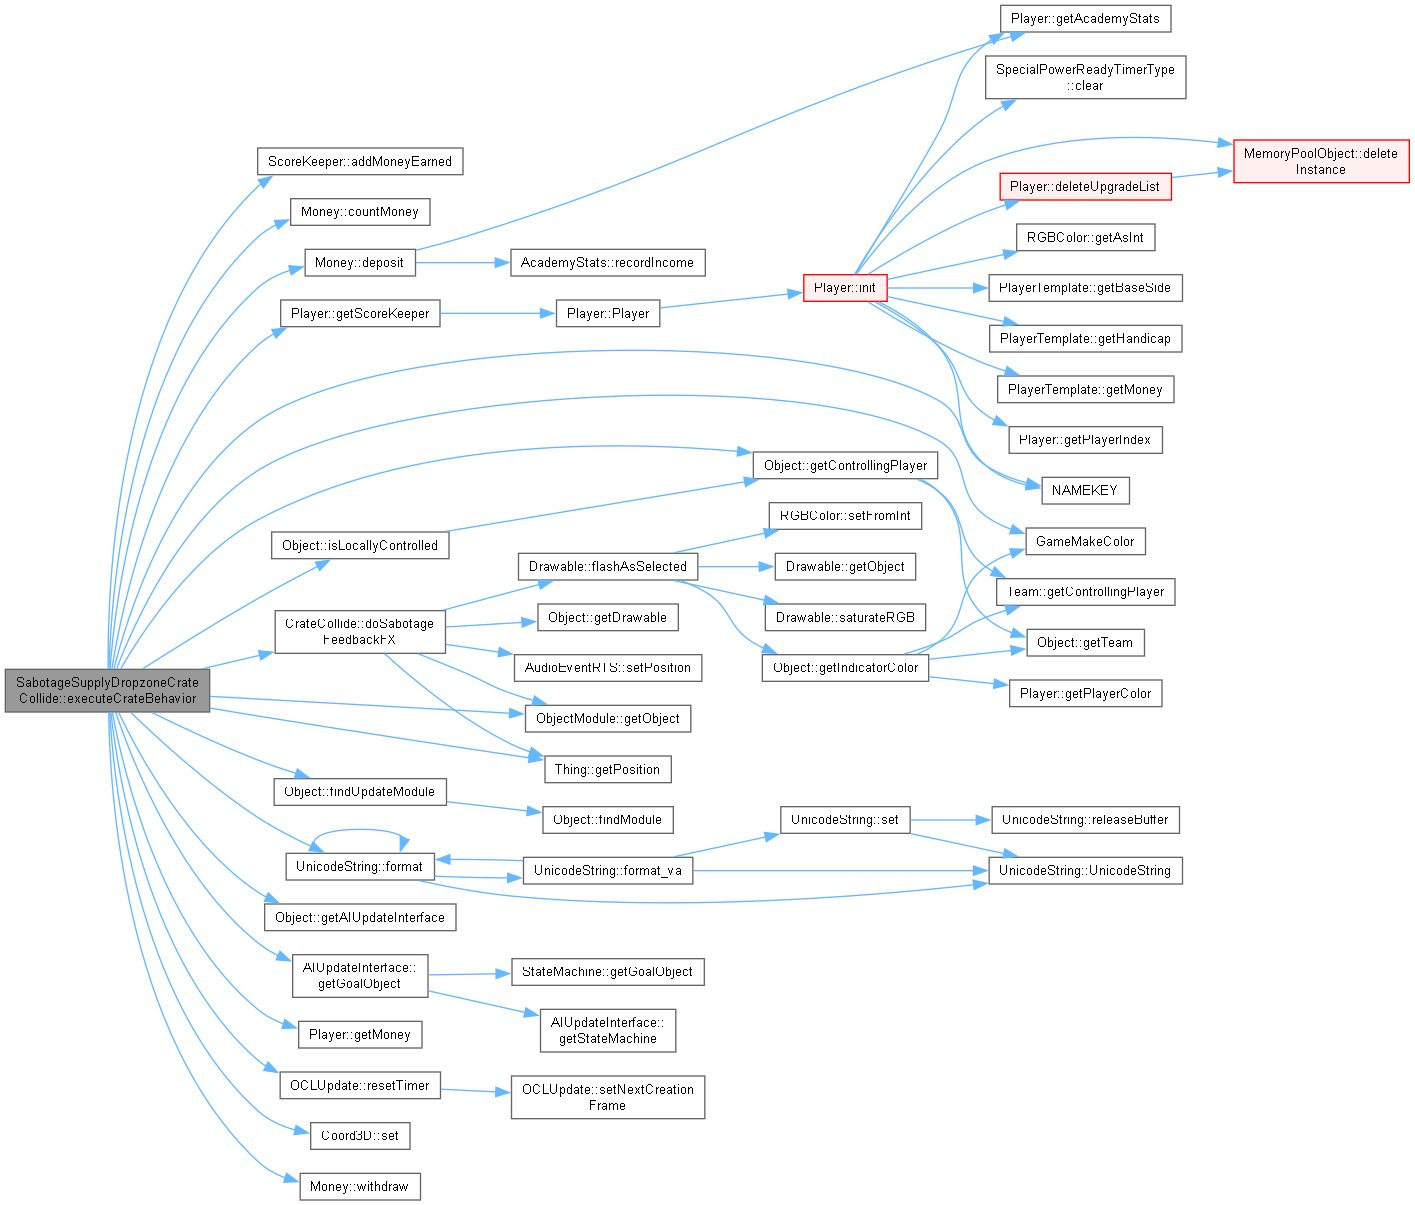 Player::getAcademyStats
SpecialPowerReadyTimerType
::clear
MemoryPoolObject::delete
Instance
ScoreKeeper::addMoneyEarned
Player::deleteUpgradeList
Money::countMoney
RGBColor::getAsInt
Money::deposit
AcademyStats::recordIncome
Player::init
PlayerTemplate::getBaseSide
Player::getScoreKeeper
Player::Player
PlayerTemplate::getHandicap
PlayerTemplate::getMoney
Player::getPlayerIndex
Object::getControllingPlayer
NAMEKEY
RGBColor::setFromInt
Object::isLocallyControlled
GameMakeColor
Drawable::flashAsSelected
Drawable::getObject
Team::getControllingPlayer
CrateCollide::doSabotage
FeedbackFX
Object::getDrawable
Drawable::saturateRGB
Object::getTeam
AudioEventRTS::setPosition
Object::getIndicatorColor
Player::getPlayerColor
SabotageSupplyDropzoneCrate
Collide::executeCrateBehavior
ObjectModule::getObject
Thing::getPosition
Object::findUpdateModule
Object::findModule
UnicodeString::set
UnicodeString::releaseBuffer
UnicodeString::format
UnicodeString::format_va
UnicodeString::UnicodeString
Object::getAIUpdateInterface
AIUpdateInterface::
getGoalObject
StateMachine::getGoalObject
AIUpdateInterface::
getStateMachine
Player::getMoney
OCLUpdate::resetTimer
OCLUpdate::setNextCreation
Frame
Coord3D::set
Money::withdraw